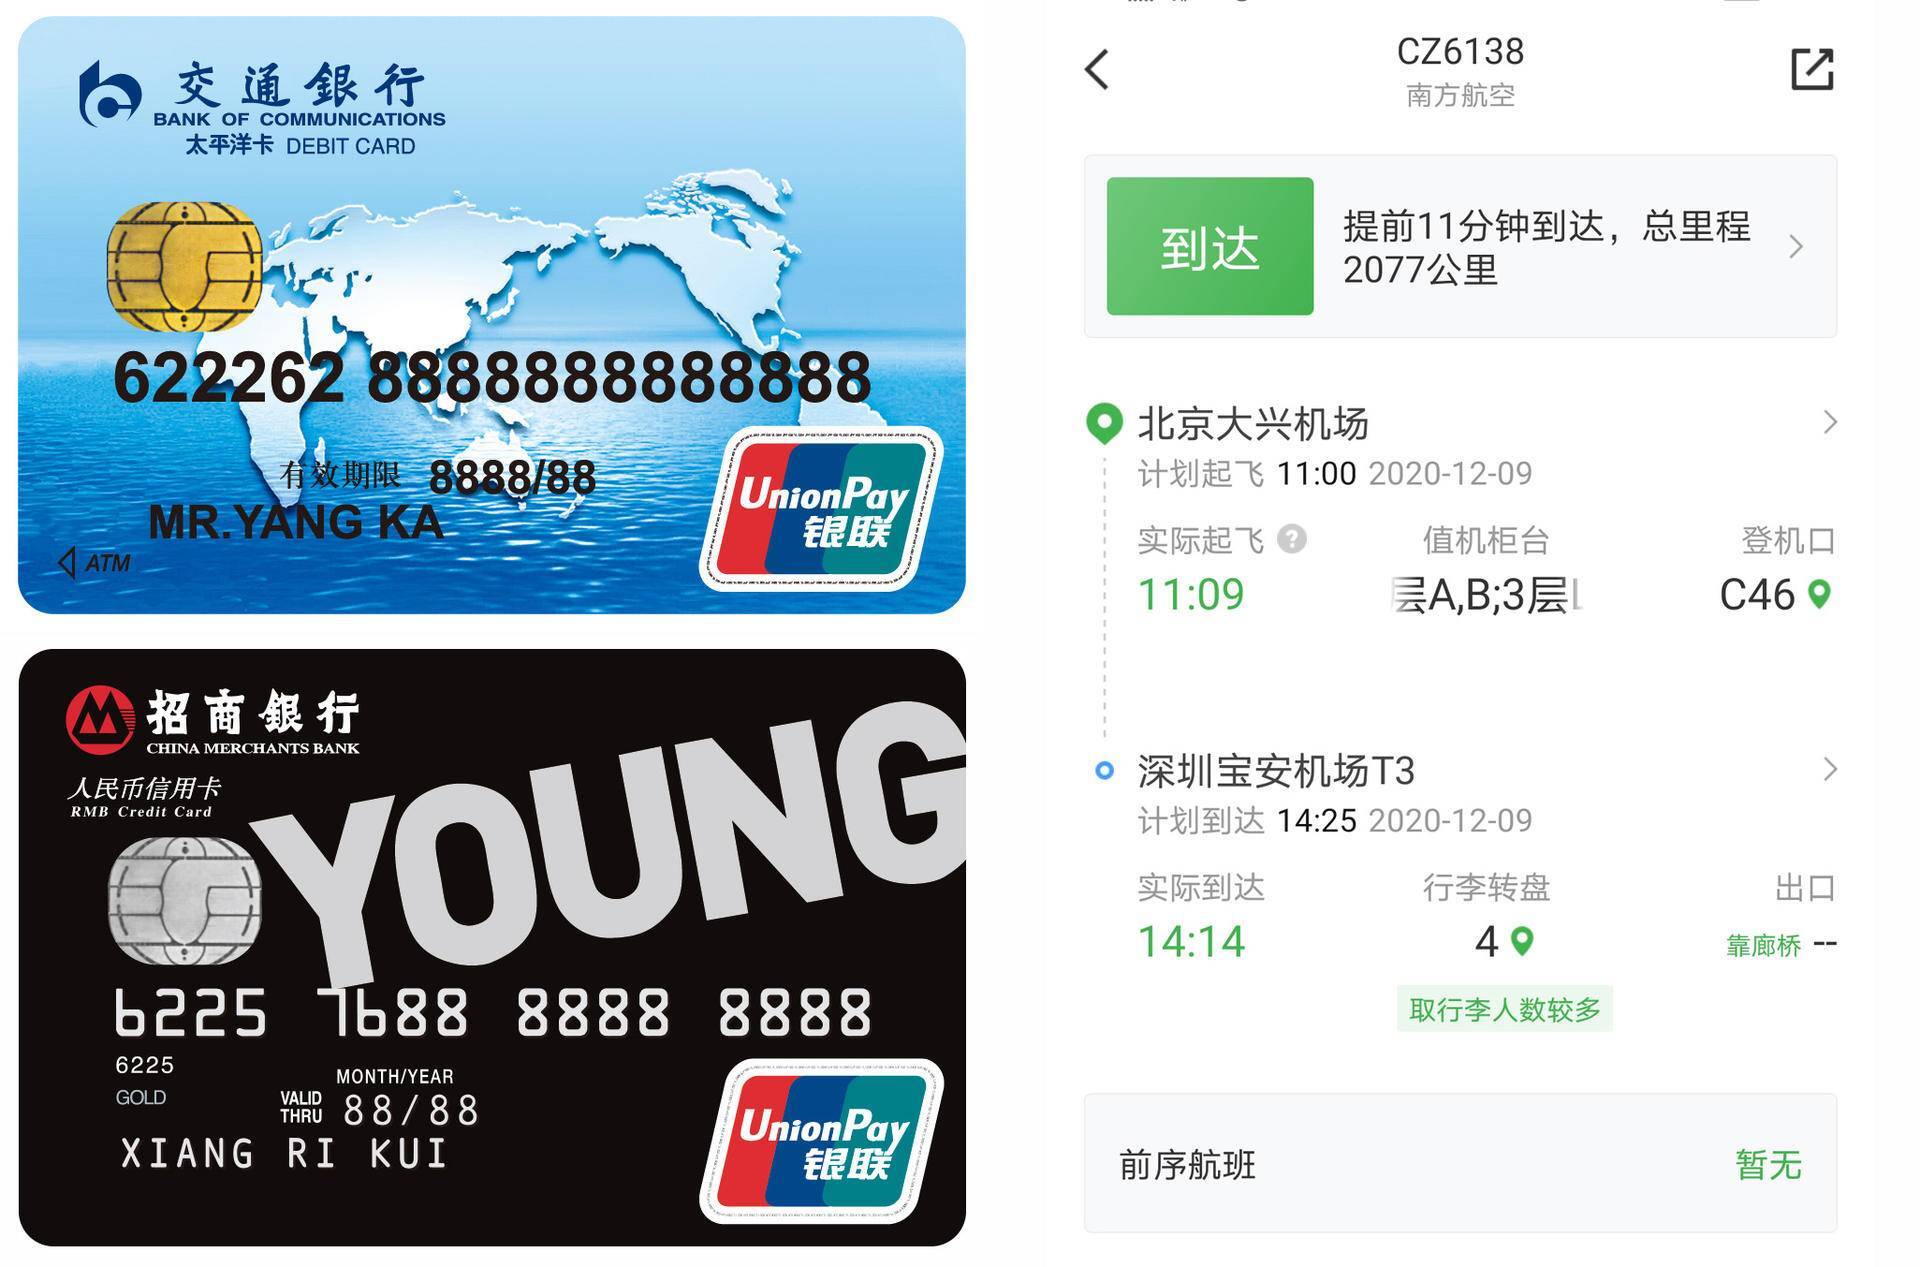 交通銀行
BANK OF COMMUNICATIONS
太平洋卡 DEBIT CARD
622262 8888888888888
有效期限 8888/88
MR.YANG KA
ATM
UnionPay
银联
招商銀行
CHINA MERCHANTS BANK
人民币信用卡
RMB Credit Card
YOUNG
6225 7688 8888 8888
6225
GOLD
MONTH/YEAR
VALID
THRU 88/88
XIANG RI KUI
UnionPay
银联
CZ6138
南方航空
到达
提前11分钟到达，总里程
2077公里
北京大兴机场
计划起飞 11:00 2020-12-09
实际起飞 ? 值机柜台 登机口
11:09 层A,B;3层 C46
深圳宝安机场T3
计划到达 14:25 2020-12-09
实际到达 行李转盘 出口
14:14 4 靠廊桥 --
取行李人数较多
前序航班 暂无